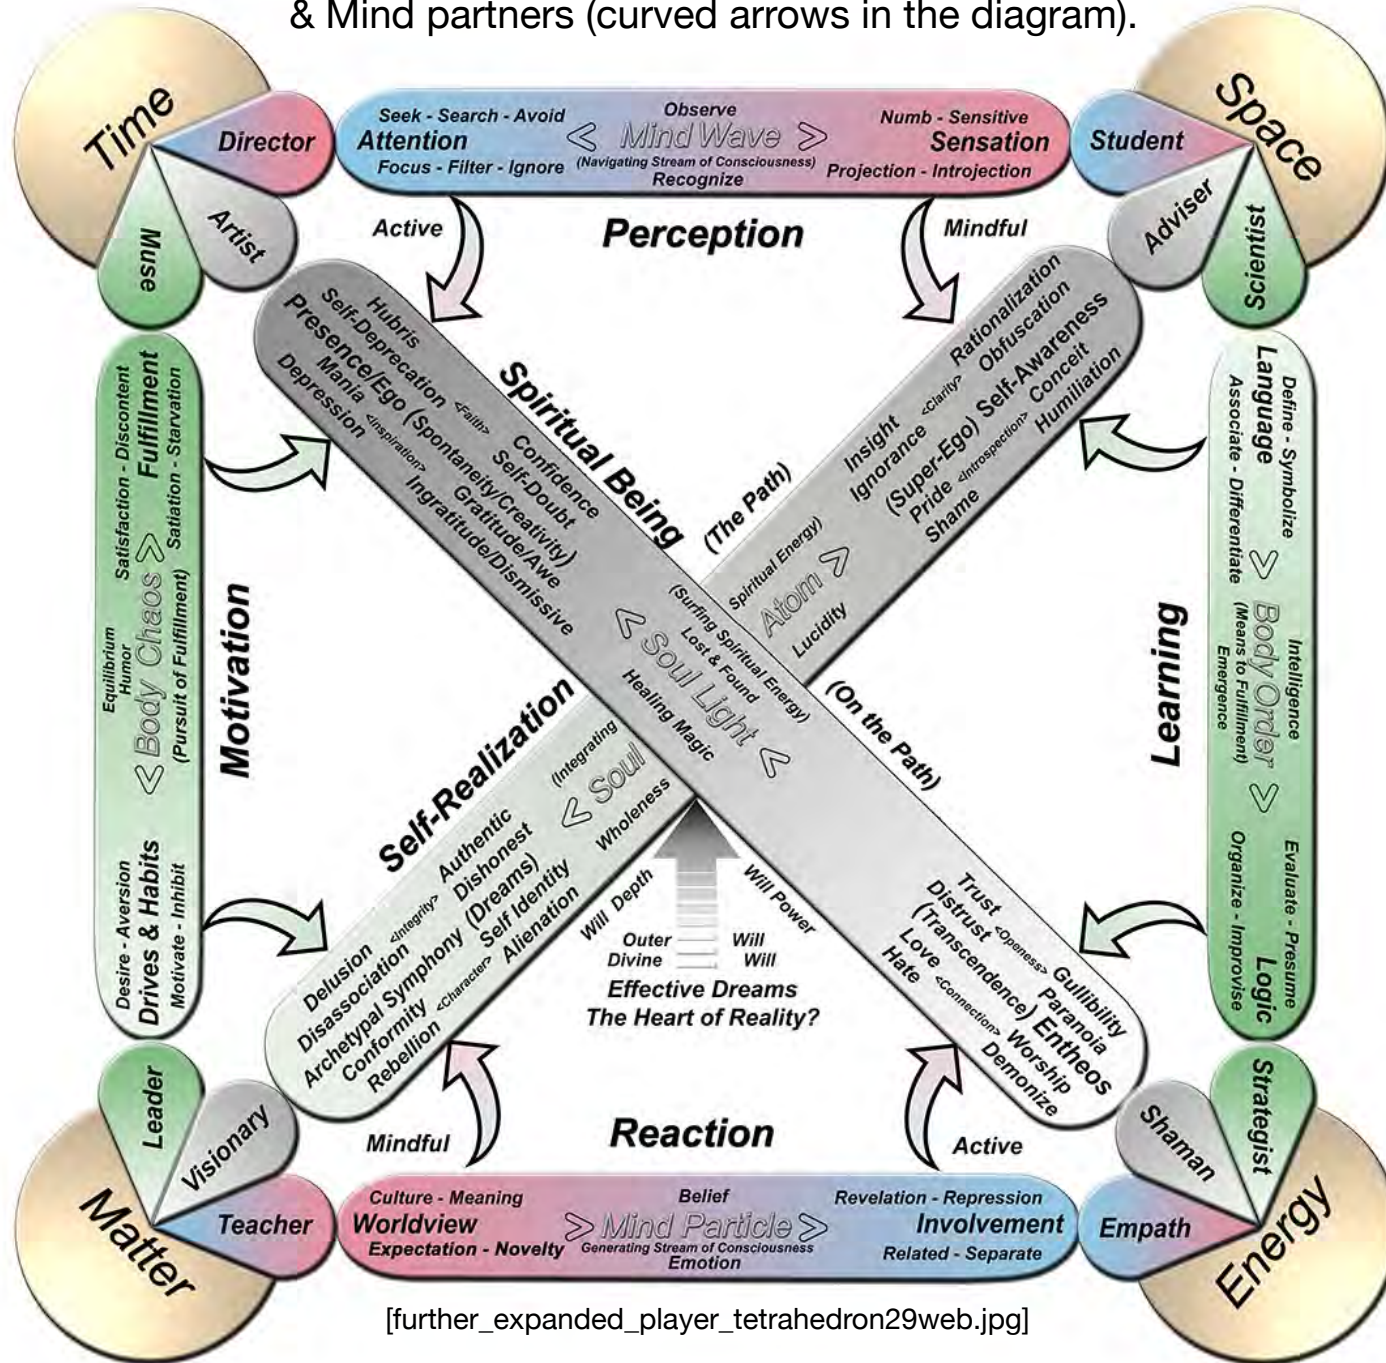 & Mind partners (curved arrows in the diagram).
Time
Director
Artist
Muse
Seek - Search - Avoid
Attention
Focus - Filter - Ignore
Observe
< Mind Wave >
(Navigating Stream of Consciousness)
Recognize
Numb - Sensitive
Sensation
Projection - Introjection
Space
Student
Adviser
Scientist
Active
Perception
Mindful
Hubris
Self-Deprecation <Faith> Confidence
Self-Doubt
Presence/Ego (Spontaneity/Creativity)
Mania <Inspiration> Gratitude/Awe
Depression
Ingratitude/Dismissive
Spiritual Being
(The Path)
Rationalization
Insight <Clarity> Obfuscation
Ignorance
(Super-Ego) Self-Awareness
Pride <Introspection> Conceit
Shame
Humiliation
Satisfaction - Discontent
Fulfillment
Satiation - Starvation
Equilibrium
Humor
< Body Chaos >
(Pursuit of Fulfillment)
Desire - Aversion
Drives & Habits
Motivate - Inhibit
Motivation
Define - Symbolize
Language
Associate - Differentiate
Intelligence
> Body Order >
(Means to Fulfillment)
Emergence
Evaluate - Presume
Logic
Organize - Improvise
Learning
Spiritual Energy)
Atom >
Lucidity
(Surfing Spiritual Energy)
Lost & Found
< Soul Light <
Healing Magic
(On the Path)
Self-Realization
(Integrating
< Soul
Wholeness
Delusion <Integrity> Authentic
Disassociation
Dishonest
Archetypal Symphony (Dreams)
Conformity <Character> Self Identity
Rebellion
Alienation
Will Depth
Will Power
Outer Will
Divine Will
Effective Dreams
The Heart of Reality?
Trust
Distrust <Openess> Gullibility
Paranoia
(Transcendence) Entheos
Love <Connection> Worship
Hate
Demonize
Mindful
Reaction
Active
Leader
Visionary
Teacher
Matter
Culture - Meaning
Worldview
Expectation - Novelty
Belief
> Mind Particle >
Generating Stream of Consciousness
Emotion
Revelation - Repression
Involvement
Related - Separate
Empath
Shaman
Strategist
Energy
[further_expanded_player_tetrahedron29web.jpg]